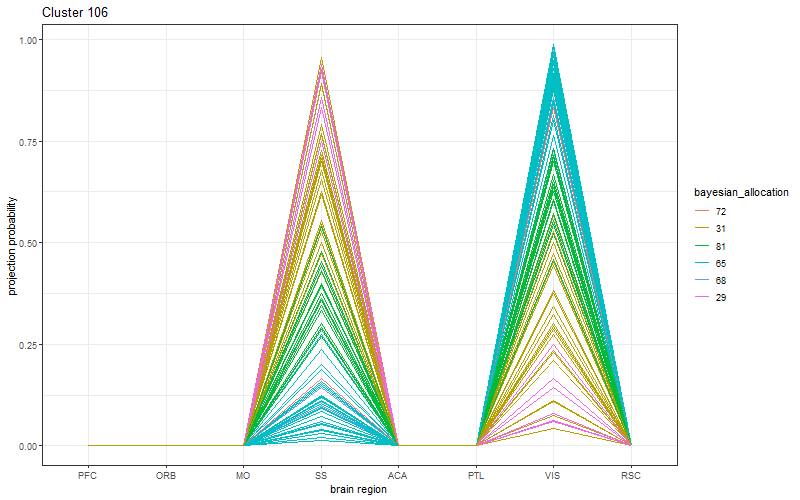 Cluster 106
1.00
0.75
0.50
0.25
0.00
projection probability
PFC ORB MO SS ACA PTL VIS RSC
brain region
bayesian_allocation
72
31
81
65
68
29